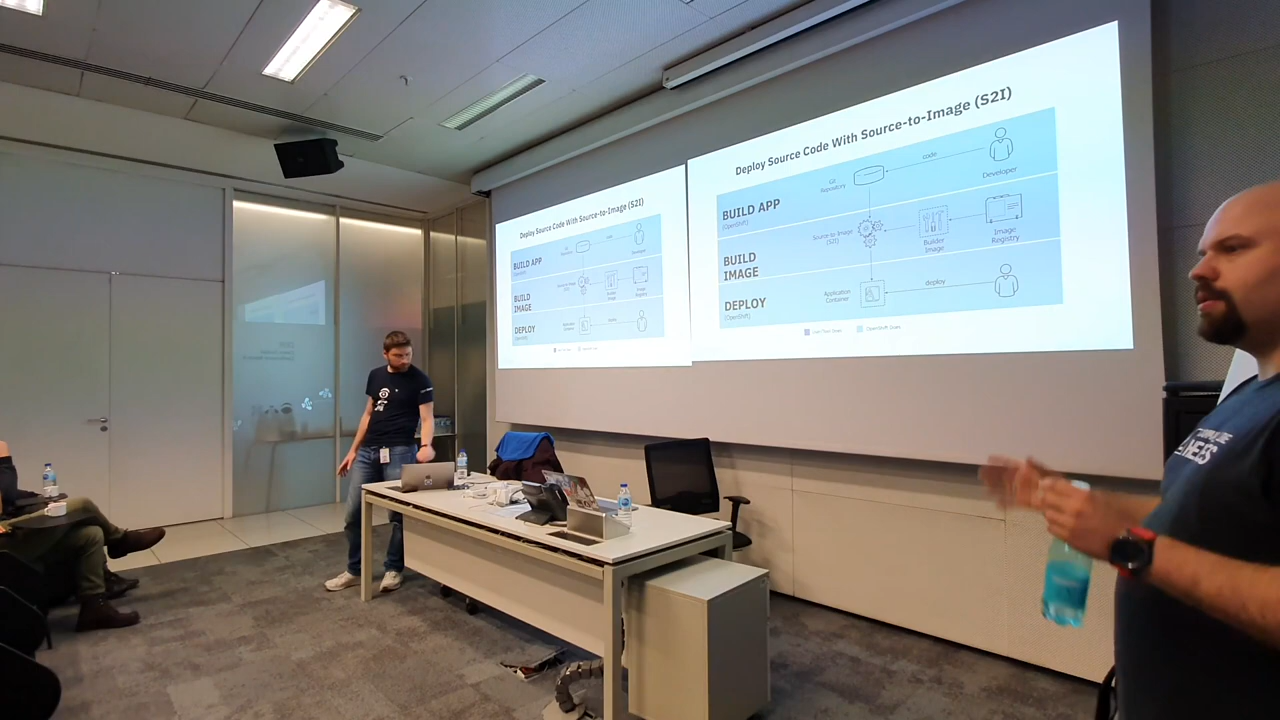 Deploy Source Code With Source-to-Image (S2I)
BUILD APP
(OpenShift)
Git
Repository
code
Developer
BUILD
IMAGE
Source-to-Image
(S2I)
Builder
Image
Image
Registry
DEPLOY
(OpenShift)
Application
Container
deploy
Deploy Source Code With Source-to-Image (S2I)
BUILD APP
code
Developer
BUILD
IMAGE
DEPLOY